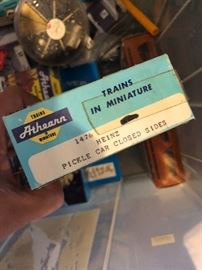 TRAINS
Athearn
IN MINIATURE
TRAINS
IN MINIATURE
1476 HEINZ
PICKLE CAR CLOSED SIDES